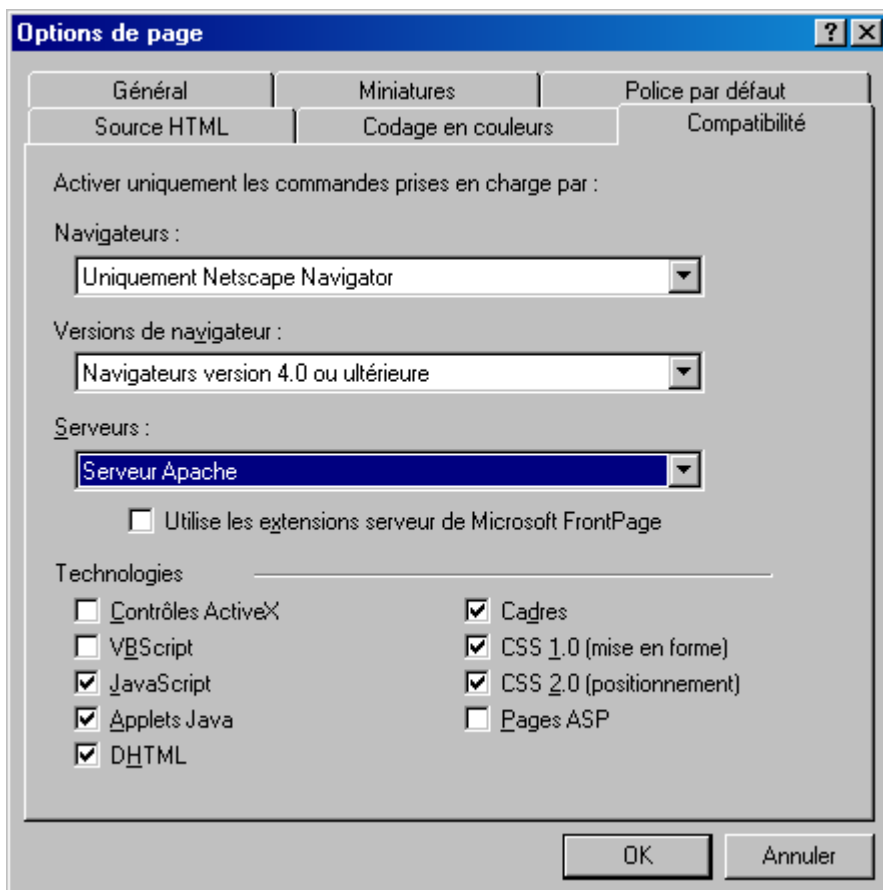 Options de page
Général Miniatures Police par défaut
Source HTML Codage en couleurs Compatibilité
Activer uniquement les commandes prises en charge par :
Navigateurs :
Uniquement Netscape Navigator
Versions de navigateur :
Navigateurs version 4.0 ou ultérieure
Serveurs :
Serveur Apache
Utilise les extensions serveur de Microsoft FrontPage
Technologies
Contrôles ActiveX Cadres
VBScript CSS 1.0 (mise en forme)
JavaScript CSS 2.0 (positionnement)
Applets Java Pages ASP
DHTML
OK Annuler